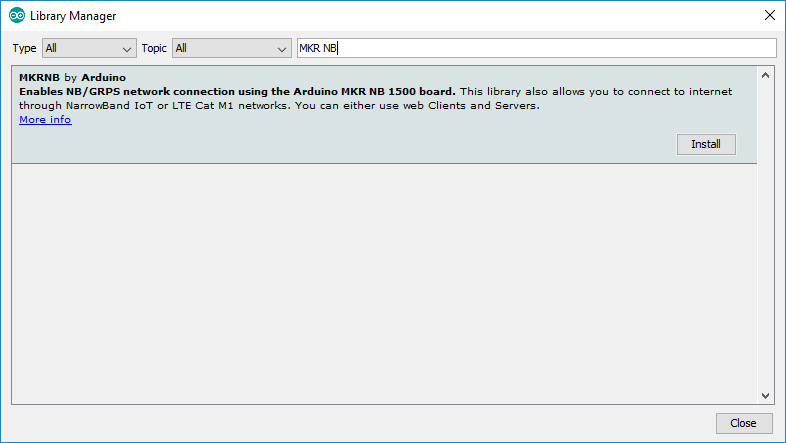 Library Manager
Type All Topic All MKR NB
MKRNB by Arduino
Enables NB/GRPS network connection using the Arduino MKR NB 1500 board. This library also allows you to connect to internet
through NarrowBand IoT or LTE Cat M1 networks. You can either use web Clients and Servers.
More info
Install
Close